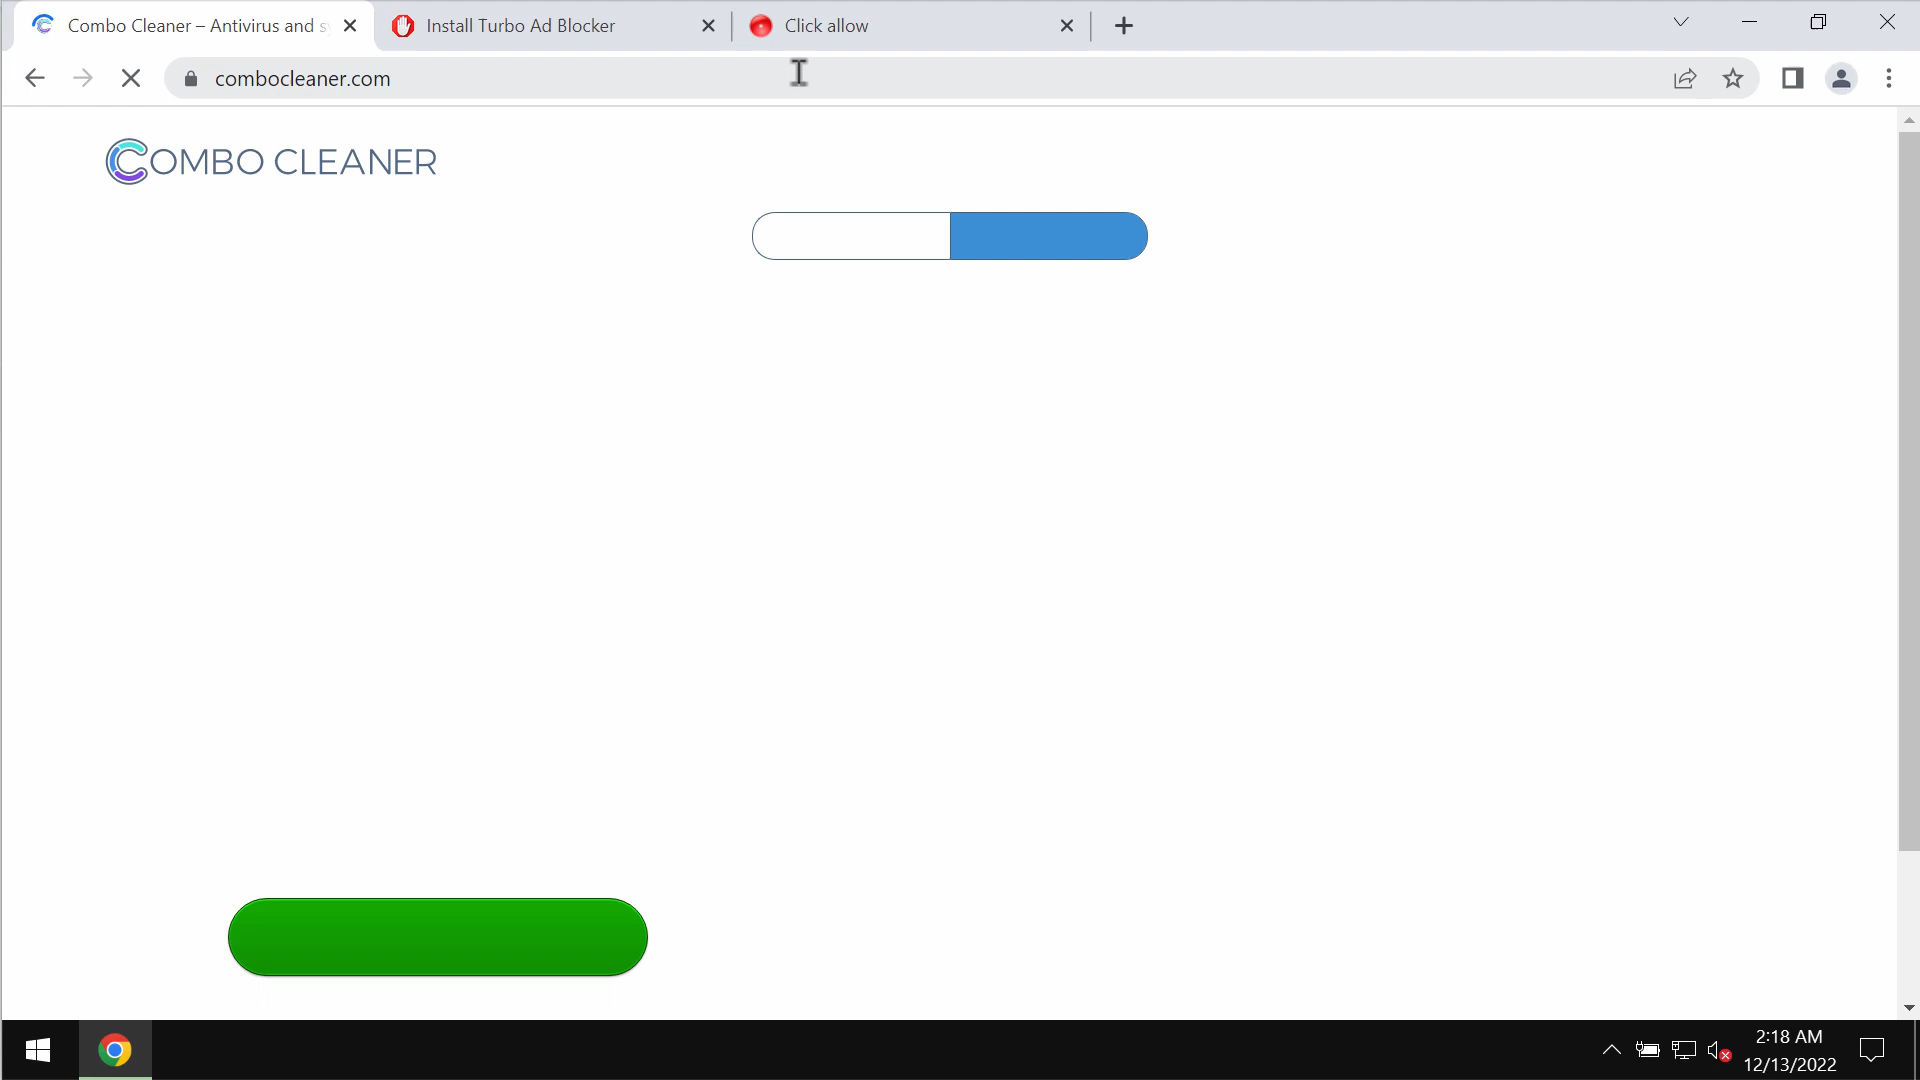 Combo Cleaner – Antivirus and sy
Install Turbo Ad Blocker
Click allow
combocleaner.com
COMBO CLEANER
2:18 AM
12/13/2022